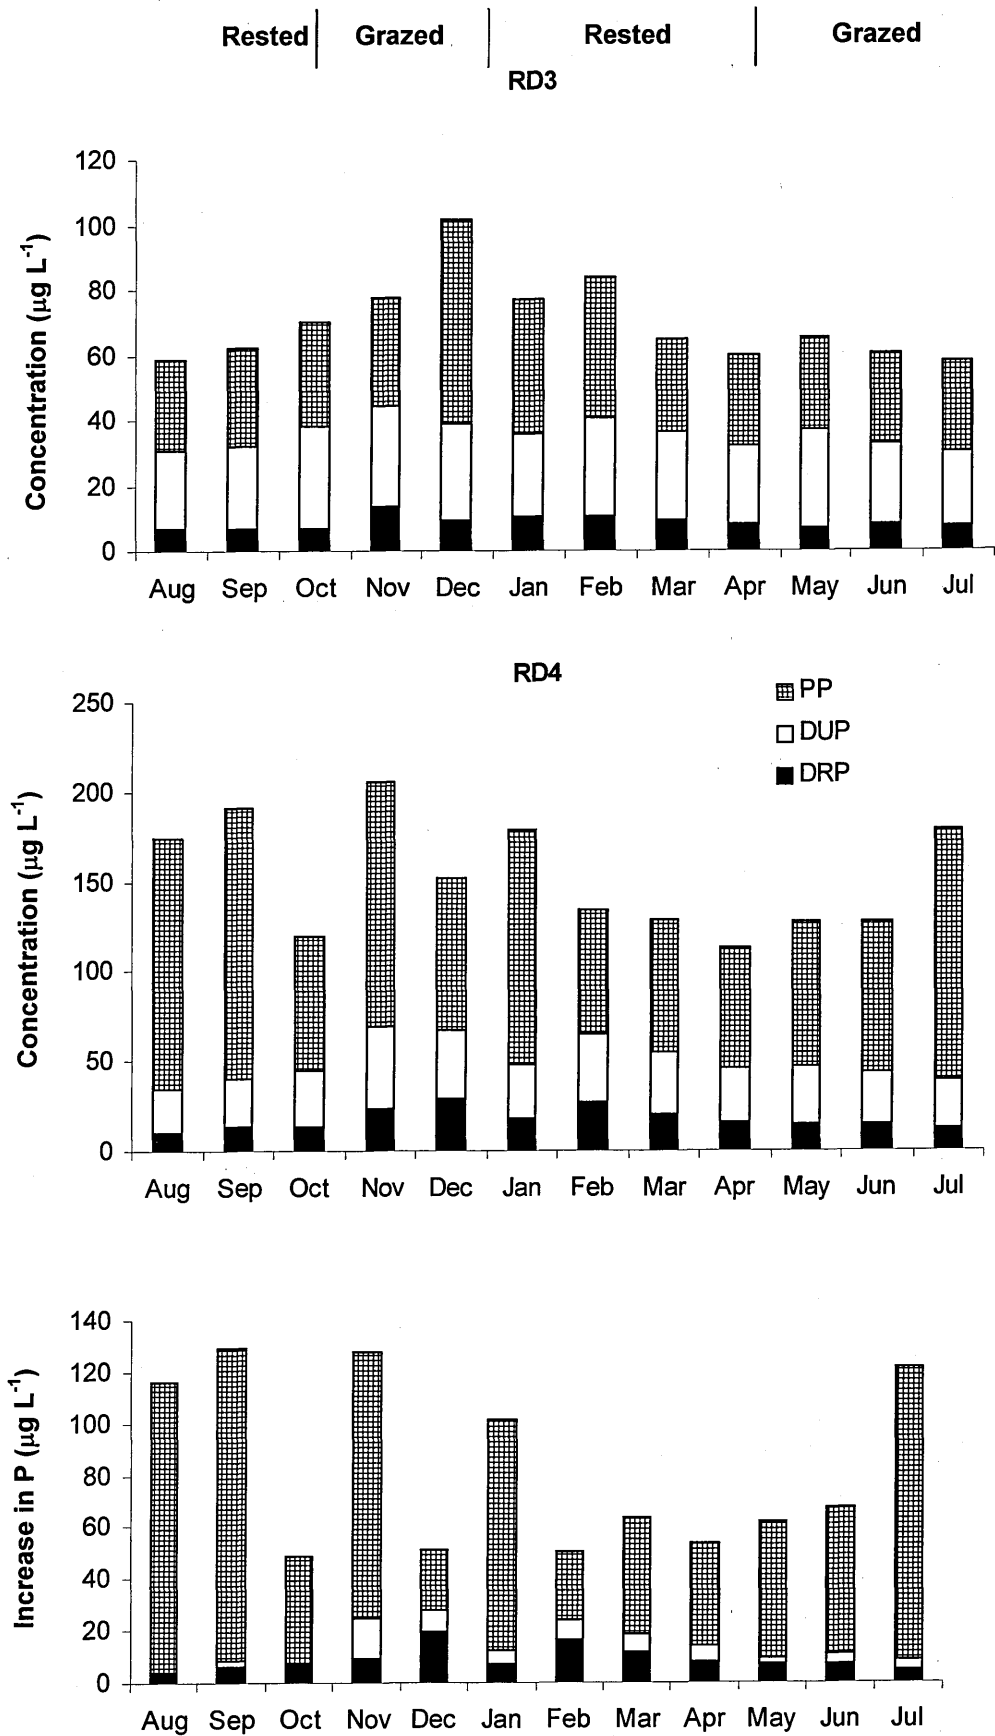 Rested Grazed Rested Grazed
RD3
Concentration (µg L-1)
120
100
80
60
40
20
0
Aug Sep Oct Nov Dec Jan Feb Mar Apr May Jun Jul
RD4
PP
DUP
DRP
Concentration (µg L-1)
250
200
150
100
50
0
Aug Sep Oct Nov Dec Jan Feb Mar Apr May Jun Jul
Increase in P (µg L-1)
140
120
100
80
60
40
20
0
Aug Sep Oct Nov Dec Jan Feb Mar Apr May Jun Jul